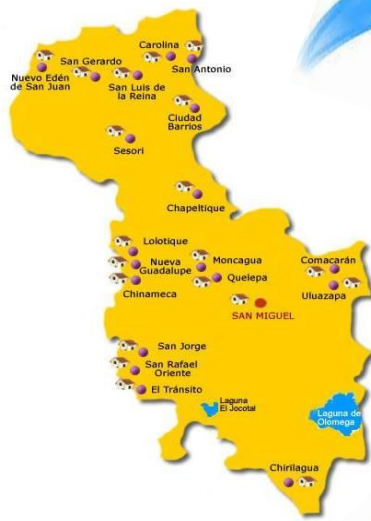 Carolina
San Gerardo
San Antonio
Nuevo Edén
de San Juan
San Luis de
la Reina
Ciudad
Barrios
Sesori
Chapeltique
Lolotique
Moncagua
Comacarán
Nueva
Guadalupe
Quelepa
Chinameca
Uluazapa
SAN MIGUEL
San Jorge
San Rafael
Oriente
El Tránsito
Laguna
El Jocotal
Laguna de
Olomega
Chirilagua